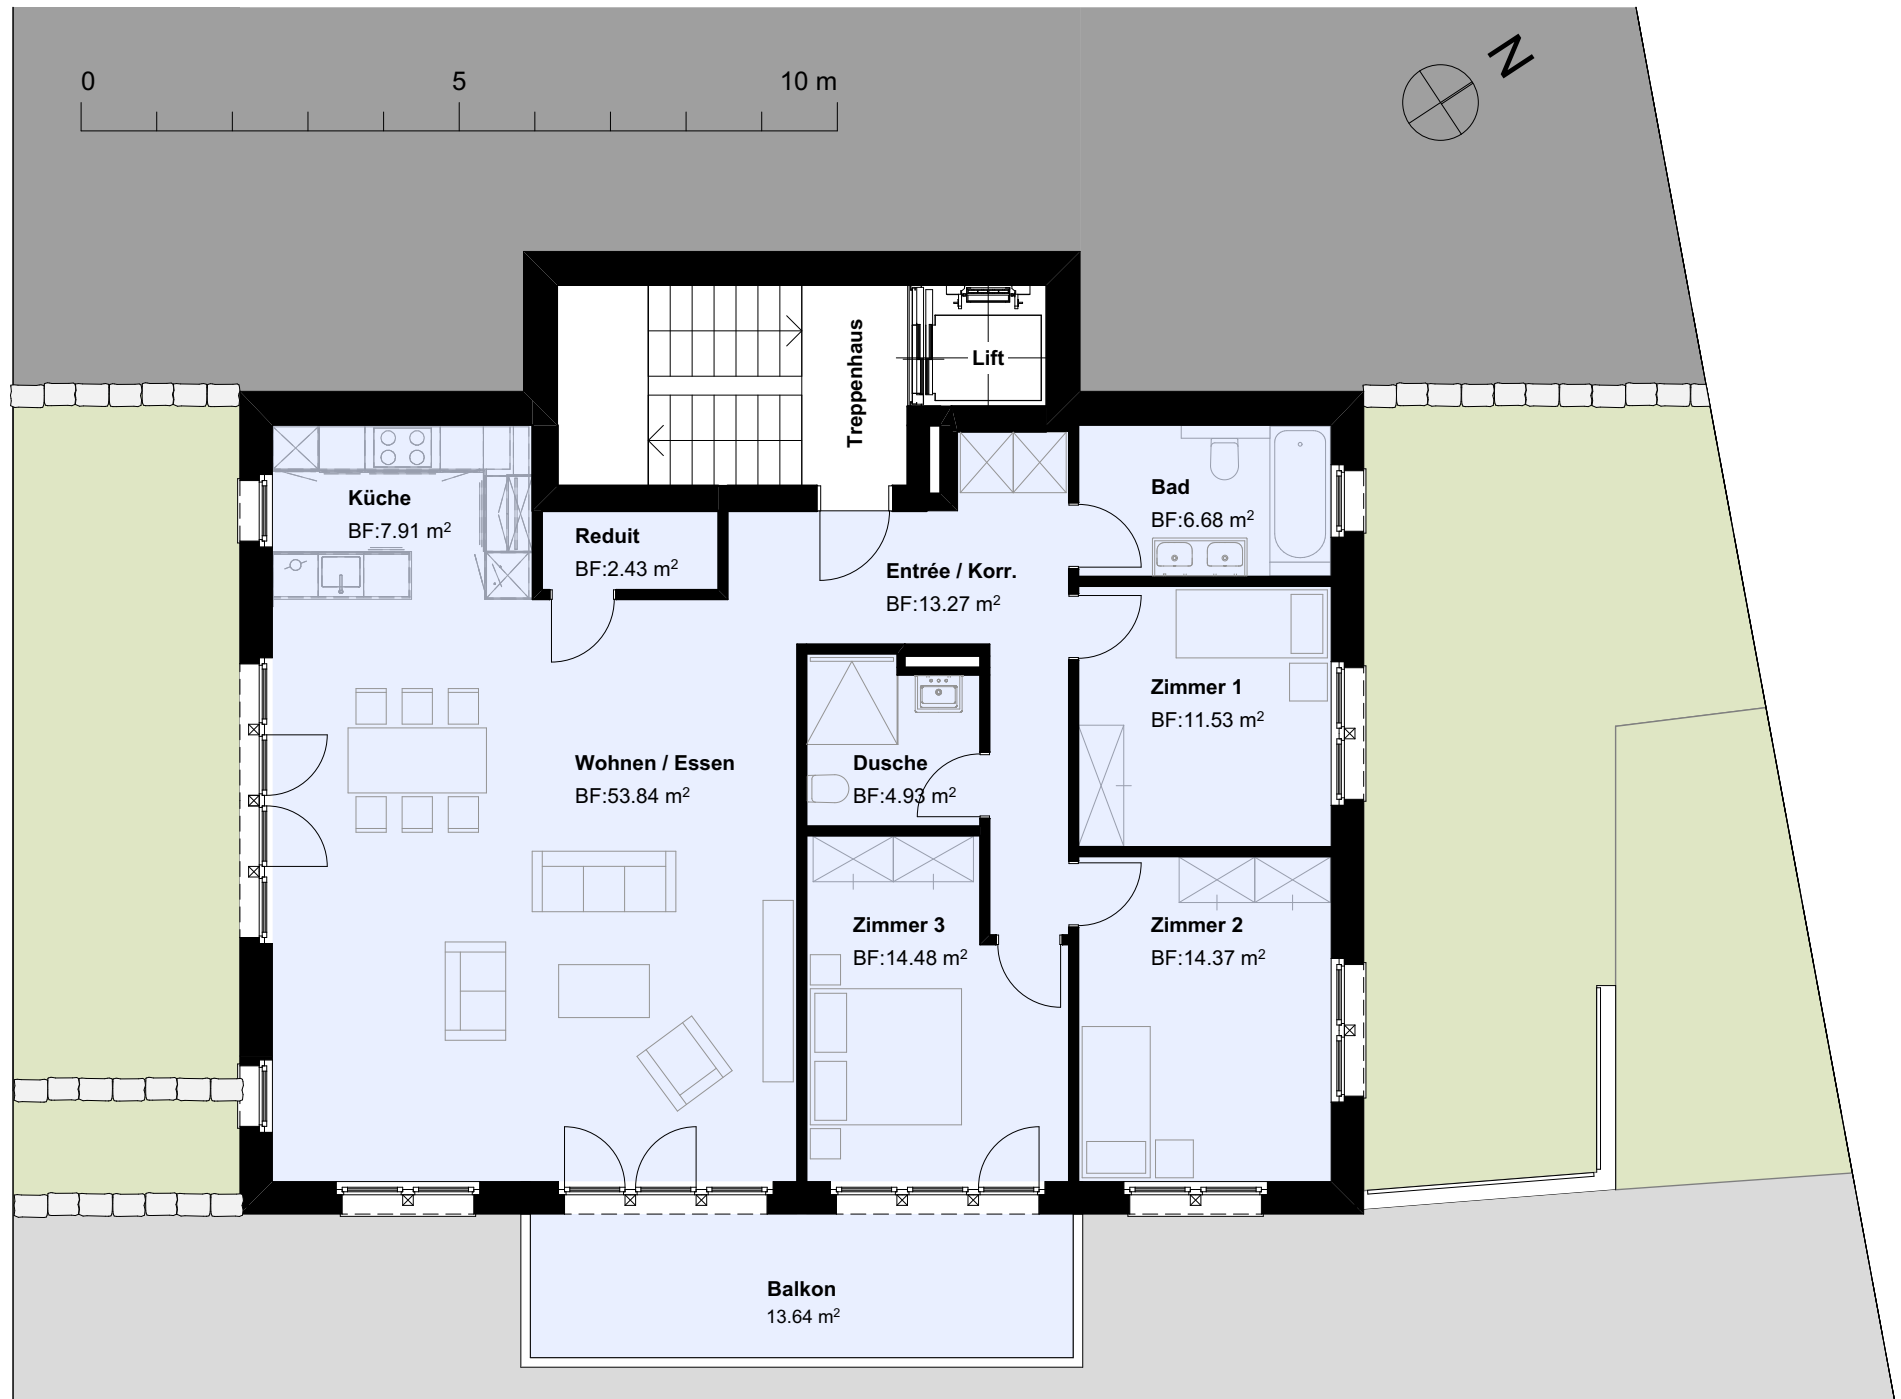 N
0 5 10 m
Treppenhaus
Lift
Küche
BF:7.91 m²
Reduit
BF:2.43 m²
Entrée / Korr.
BF:13.27 m²
Bad
BF:6.68 m²
Zimmer 1
BF:11.53 m²
Wohnen / Essen
BF:53.84 m²
Dusche
BF:4.93 m²
Zimmer 3
BF:14.48 m²
Zimmer 2
BF:14.37 m²
Balkon
13.64 m²